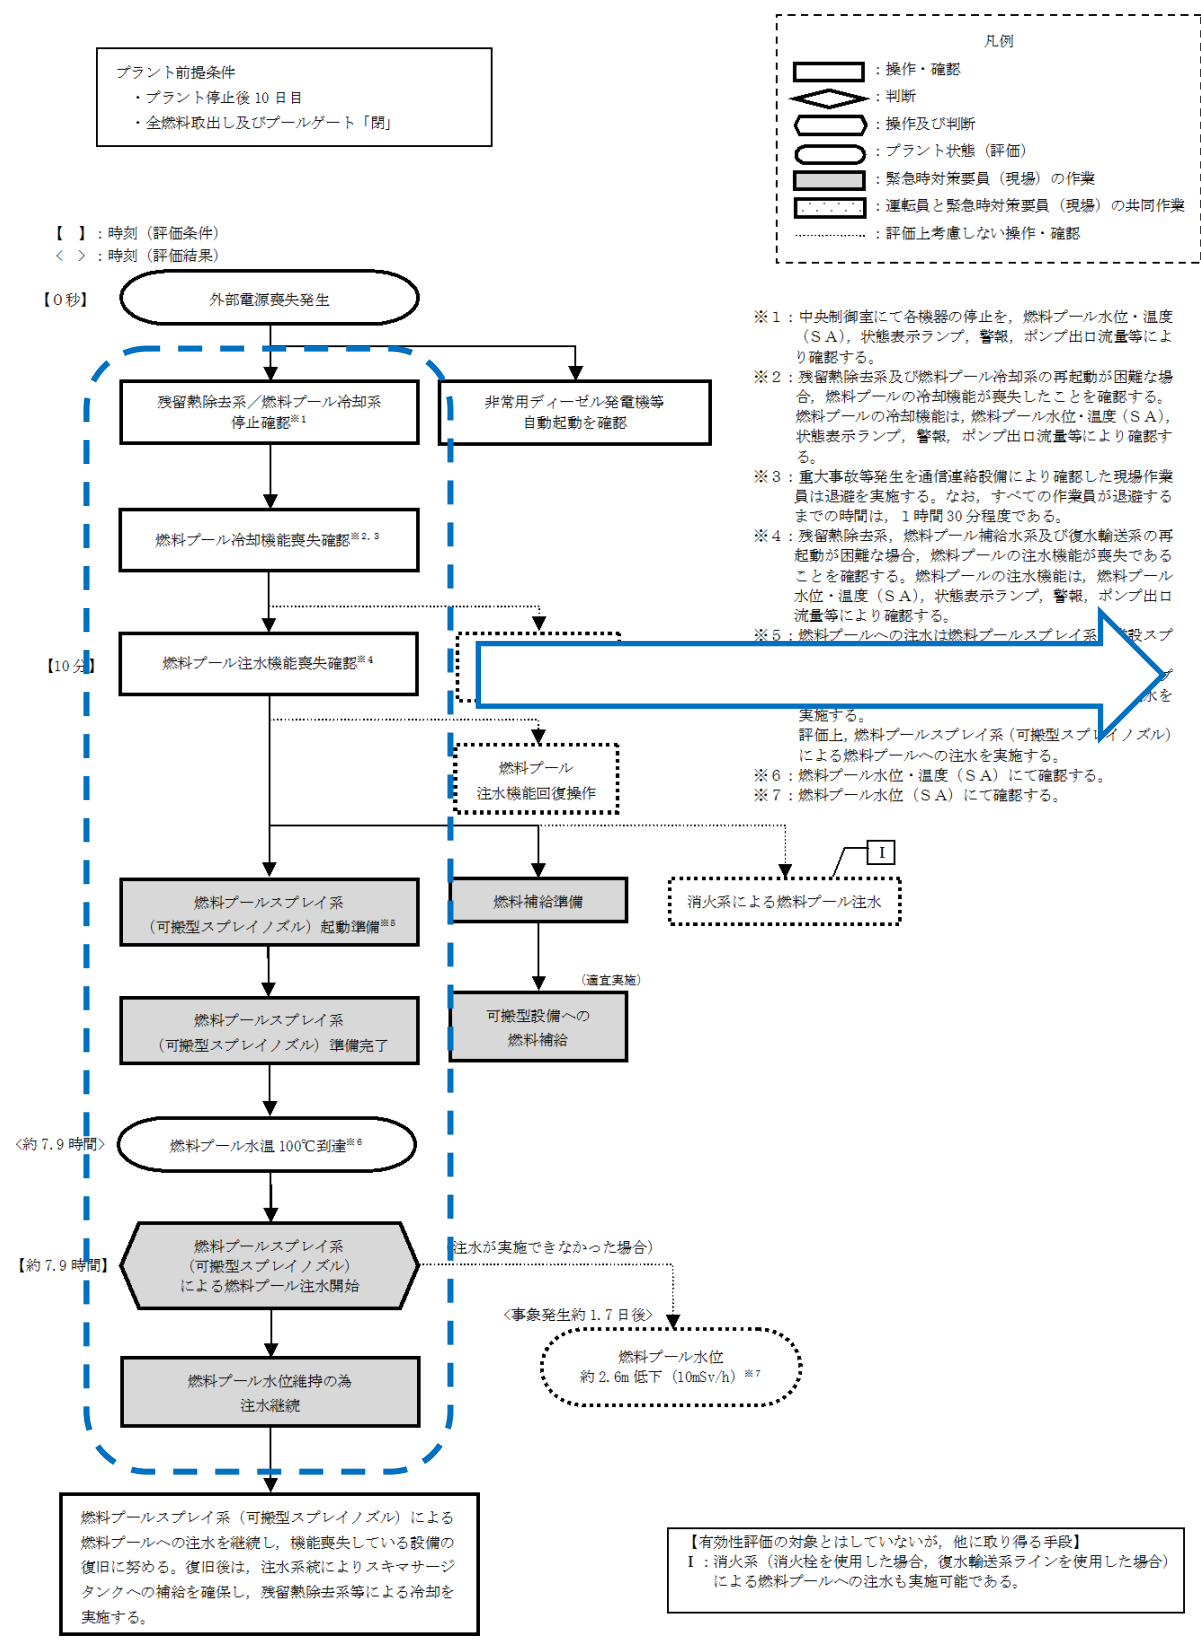 プラント前提条件
・プラント停止後10日目
・全燃料取出し及びプールゲート「閉」
凡例
：操作・確認
：判断
：操作及び判断
：プラント状態（評価）
：緊急時対策要員（現場）の作業
：運転員と緊急時対策要員（現場）の共同作業
：評価上考慮しない操作・確認
【　】：時刻（評価条件）
＜　＞：時刻（評価結果）
【０秒】
外部電源喪失発生
残留熱除去系／燃料プール冷却系
停止確認※1
非常用ディーゼル発電機等
自動起動を確認
燃料プール冷却機能喪失確認※2,3
【10分】
燃料プール注水機能喪失確認※4
燃料プール
注水機能回復操作
燃料プールスプレイ系
（可搬型スプレイノズル）起動準備※5
燃料補給準備
消火系による燃料プール注水
Ⅰ
燃料プールスプレイ系
（可搬型スプレイノズル）準備完了
（適宜実施）
可搬型設備への
燃料補給
＜約7.9時間＞
燃料プール水温100℃到達※6
【約7.9時間】
燃料プールスプレイ系
（可搬型スプレイノズル）
による燃料プール注水開始
注水が実施できなかった場合）
＜事象発生約1.7日後＞
燃料プール水位
約2.6m低下（10mSv/h）※7
燃料プール水位維持の為
注水継続
燃料プールスプレイ系（可搬型スプレイノズル）による
燃料プールへの注水を継続し，機能喪失している設備の
復旧に努める。復旧後は，注水系統によりスキマサージ
タンクへの補給を確保し，残留熱除去系等による冷却を
実施する。
※１：中央制御室にて各機器の停止を，燃料プール水位・温度
（ＳＡ），状態表示ランプ，警報，ポンプ出口流量等によ
り確認する。
※２：残留熱除去系及び燃料プール冷却系の再起動が困難な場
合，燃料プールの冷却機能が喪失したことを確認する。
燃料プールの冷却機能は，燃料プール水位・温度（ＳＡ），
状態表示ランプ，警報，ポンプ出口流量等により確認す
る。
※３：重大事故等発生を通信連絡設備により確認した現場作業
員は退避を実施する。なお，すべての作業員が退避する
までの時間は，１時間30分程度である。
※４：残留熱除去系，燃料プール補給水系及び復水輸送系の再
起動が困難な場合，燃料プールの注水機能が喪失である
ことを確認する。燃料プールの注水機能は，燃料プール
水位・温度（ＳＡ），状態表示ランプ，警報，ポンプ出口
流量等により確認する。
※５：燃料プールへの注水は燃料プールスプレイ系 設スプ
プ
水を
実施する。
評価上，燃料プールスプレイ系（可搬型スプレイノズル）
による燃料プールへの注水を実施する。
※６：燃料プール水位・温度（ＳＡ）にて確認する。
※７：燃料プール水位（ＳＡ）にて確認する。
【有効性評価の対象とはしていないが，他に取り得る手段】
Ⅰ：消火系（消火栓を使用した場合，復水輸送系ラインを使用した場合）
による燃料プールへの注水も実施可能である。